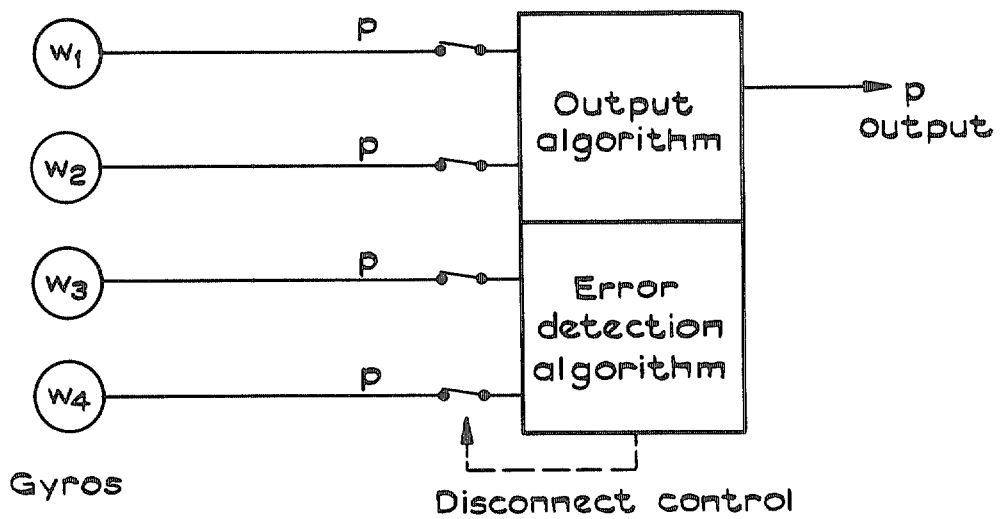 W1
p
W2
p
W3
p
W4
p
Output
algorithm
Error
detection
algorithm
p
output
Gyros
Disconnect control